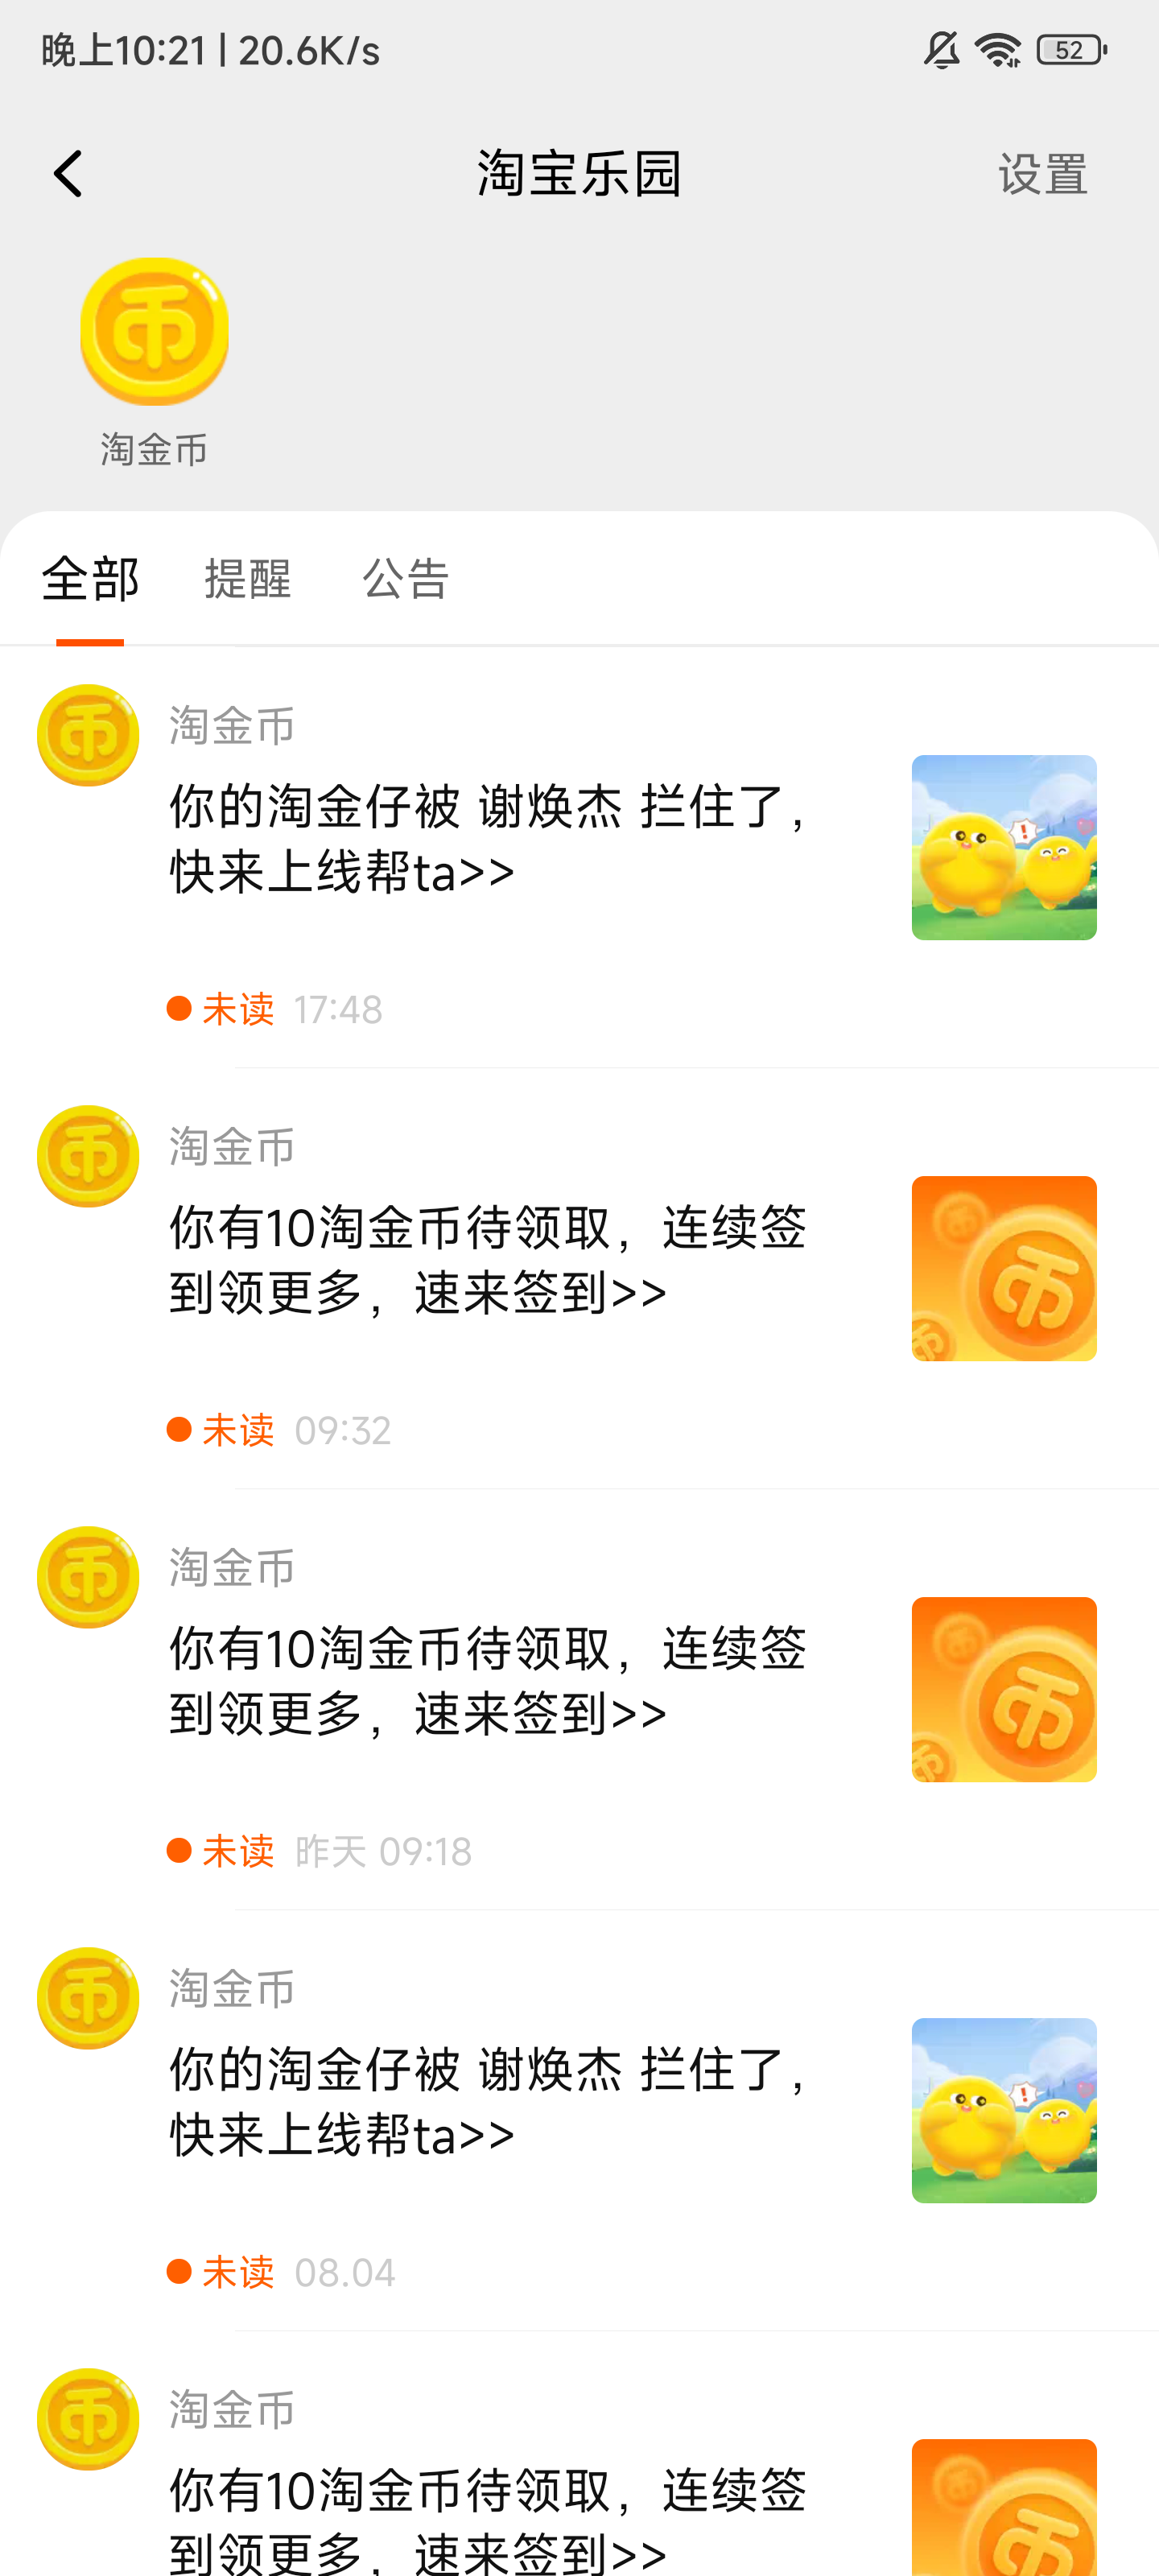 晚上10:21 | 20.6K/s
52
淘宝乐园
设置
币
淘金币
全部
提醒
公告
币
淘金币
你的淘金仔被 谢焕杰 拦住了，
快来上线帮ta>>
未读 17:48
币
淘金币
你有10淘金币待领取，连续签
到领更多，速来签到>>
未读 09:32
币
淘金币
你有10淘金币待领取，连续签
到领更多，速来签到>>
未读 昨天 09:18
币
淘金币
你的淘金仔被 谢焕杰 拦住了，
快来上线帮ta>>
未读 08.04
币
淘金币
你有10淘金币待领取，连续签
到领更多，速来签到>>